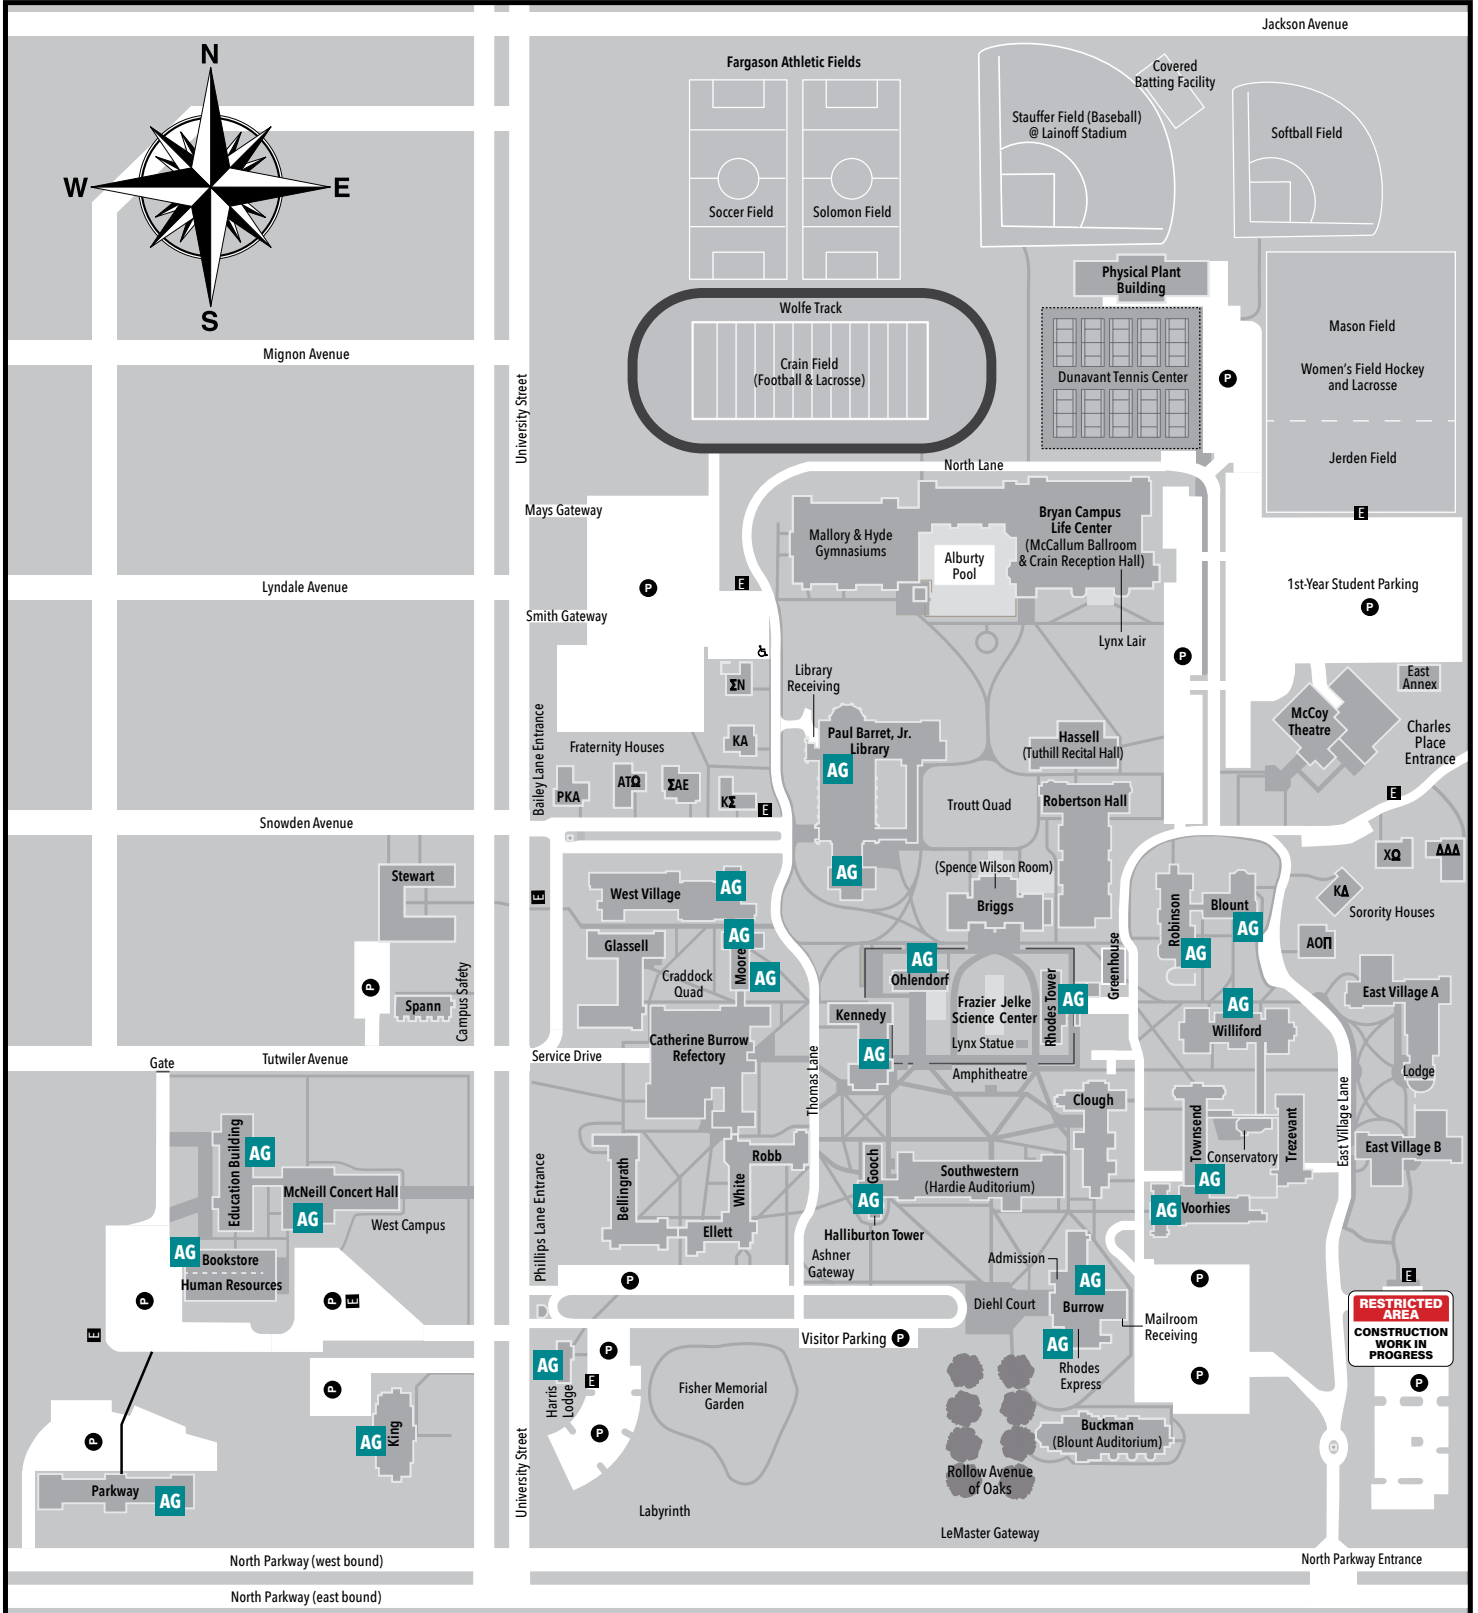 Jackson Avenue
N
W
E
S
Fargason Athletic Fields
Soccer Field
Solomon Field
Stauffer Field (Baseball)
@ Lainoff Stadium
Covered
Batting Facility
Softball Field
Physical Plant
Building
Wolfe Track
Crain Field
(Football & Lacrosse)
Dunavant Tennis Center
P
Mason Field
Women's Field Hockey
and Lacrosse
Jerden Field
E
Mignon Avenue
University Street
North Lane
Mays Gateway
Mallory & Hyde
Gymnasiums
Alburty
Pool
Bryan Campus
Life Center
(McCallum Ballroom
& Crain Reception Hall)
Lynx Lair
Lyndale Avenue
P
E
Smith Gateway
1st-Year Student Parking
P
P
ΣN
KA
Library
Receiving
Paul Barret, Jr.
Library
AG
AG
Hassell
(Tuthill Recital Hall)
McCoy
Theatre
East
Annex
Charles
Place
Entrance
E
Bailey Lane Entrance
Fraternity Houses
PKA
ATΩ
ΣAE
KΣ
E
Troutt Quad
Robertson Hall
Snowden Avenue
Stewart
E
West Village
AG
(Spence Wilson Room)
Briggs
Robinson
AG
Blount
AG
XΩ
ΔΔΔ
KΔ
Sorority Houses
AOΠ
Glassell
AG
Moore
AG
Craddock
Quad
AG
Ohlendorf
Frazier Jelke
Science Center
Rhodes Tower
AG
Greenhouse
P
Spann
Campus Safety
Kennedy
AG
Lynx Statue
Amphitheatre
AG
Williford
East Village A
Lodge
Catherine Burrow
Refectory
Gate
Tutwiler Avenue
Service Drive
Thomas Lane
Clough
Townsend
AG
Conservatory
Trezevant
East Village Lane
East Village B
Education Building
AG
McNeill Concert Hall
AG
West Campus
Phillips Lane Entrance
Bellingrath
White
Robb
Ellett
Gooch
AG
Halliburton Tower
Southwestern
(Hardie Auditorium)
AG
Voorhies
AG
Bookstore
Human Resources
P
P
E
E
P
Ashner
Gateway
Admission
AG
Burrow
Diehl Court
Mailroom
Receiving
P
E
RESTRICTED
AREA
CONSTRUCTION
WORK IN
PROGRESS
P
Visitor Parking P
AG
Rhodes
Express
P
AG
Harris
Lodge
P
E
P
Fisher Memorial
Garden
P
AG
King
P
Buckman
(Blount Auditorium)
Rollow Avenue
of Oaks
Parkway
AG
University Street
Labyrinth
LeMaster Gateway
North Parkway (west bound)
North Parkway Entrance
North Parkway (east bound)